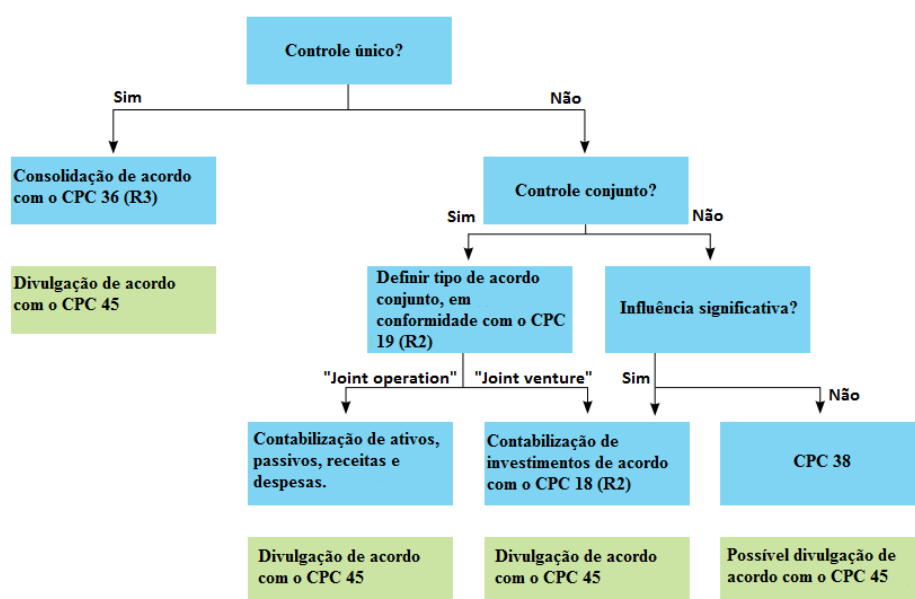 Controle único?
Sim
Não
Consolidação de acordo
com o CPC 36 (R3)
Controle conjunto?
Sim
Não
Divulgação de acordo
com o CPC 45
Definir tipo de acordo
conjunto, em
conformidade com o CPC
19 (R2)
Influência significativa?
"Joint operation"
"Joint venture"
Sim
Não
Contabilização de ativos,
passivos, receitas e
despesas.
Contabilização de
investimentos de acordo
com o CPC 18 (R2)
CPC 38
Divulgação de acordo
com o CPC 45
Divulgação de acordo
com o CPC 45
Possível divulgação de
acordo com o CPC 45